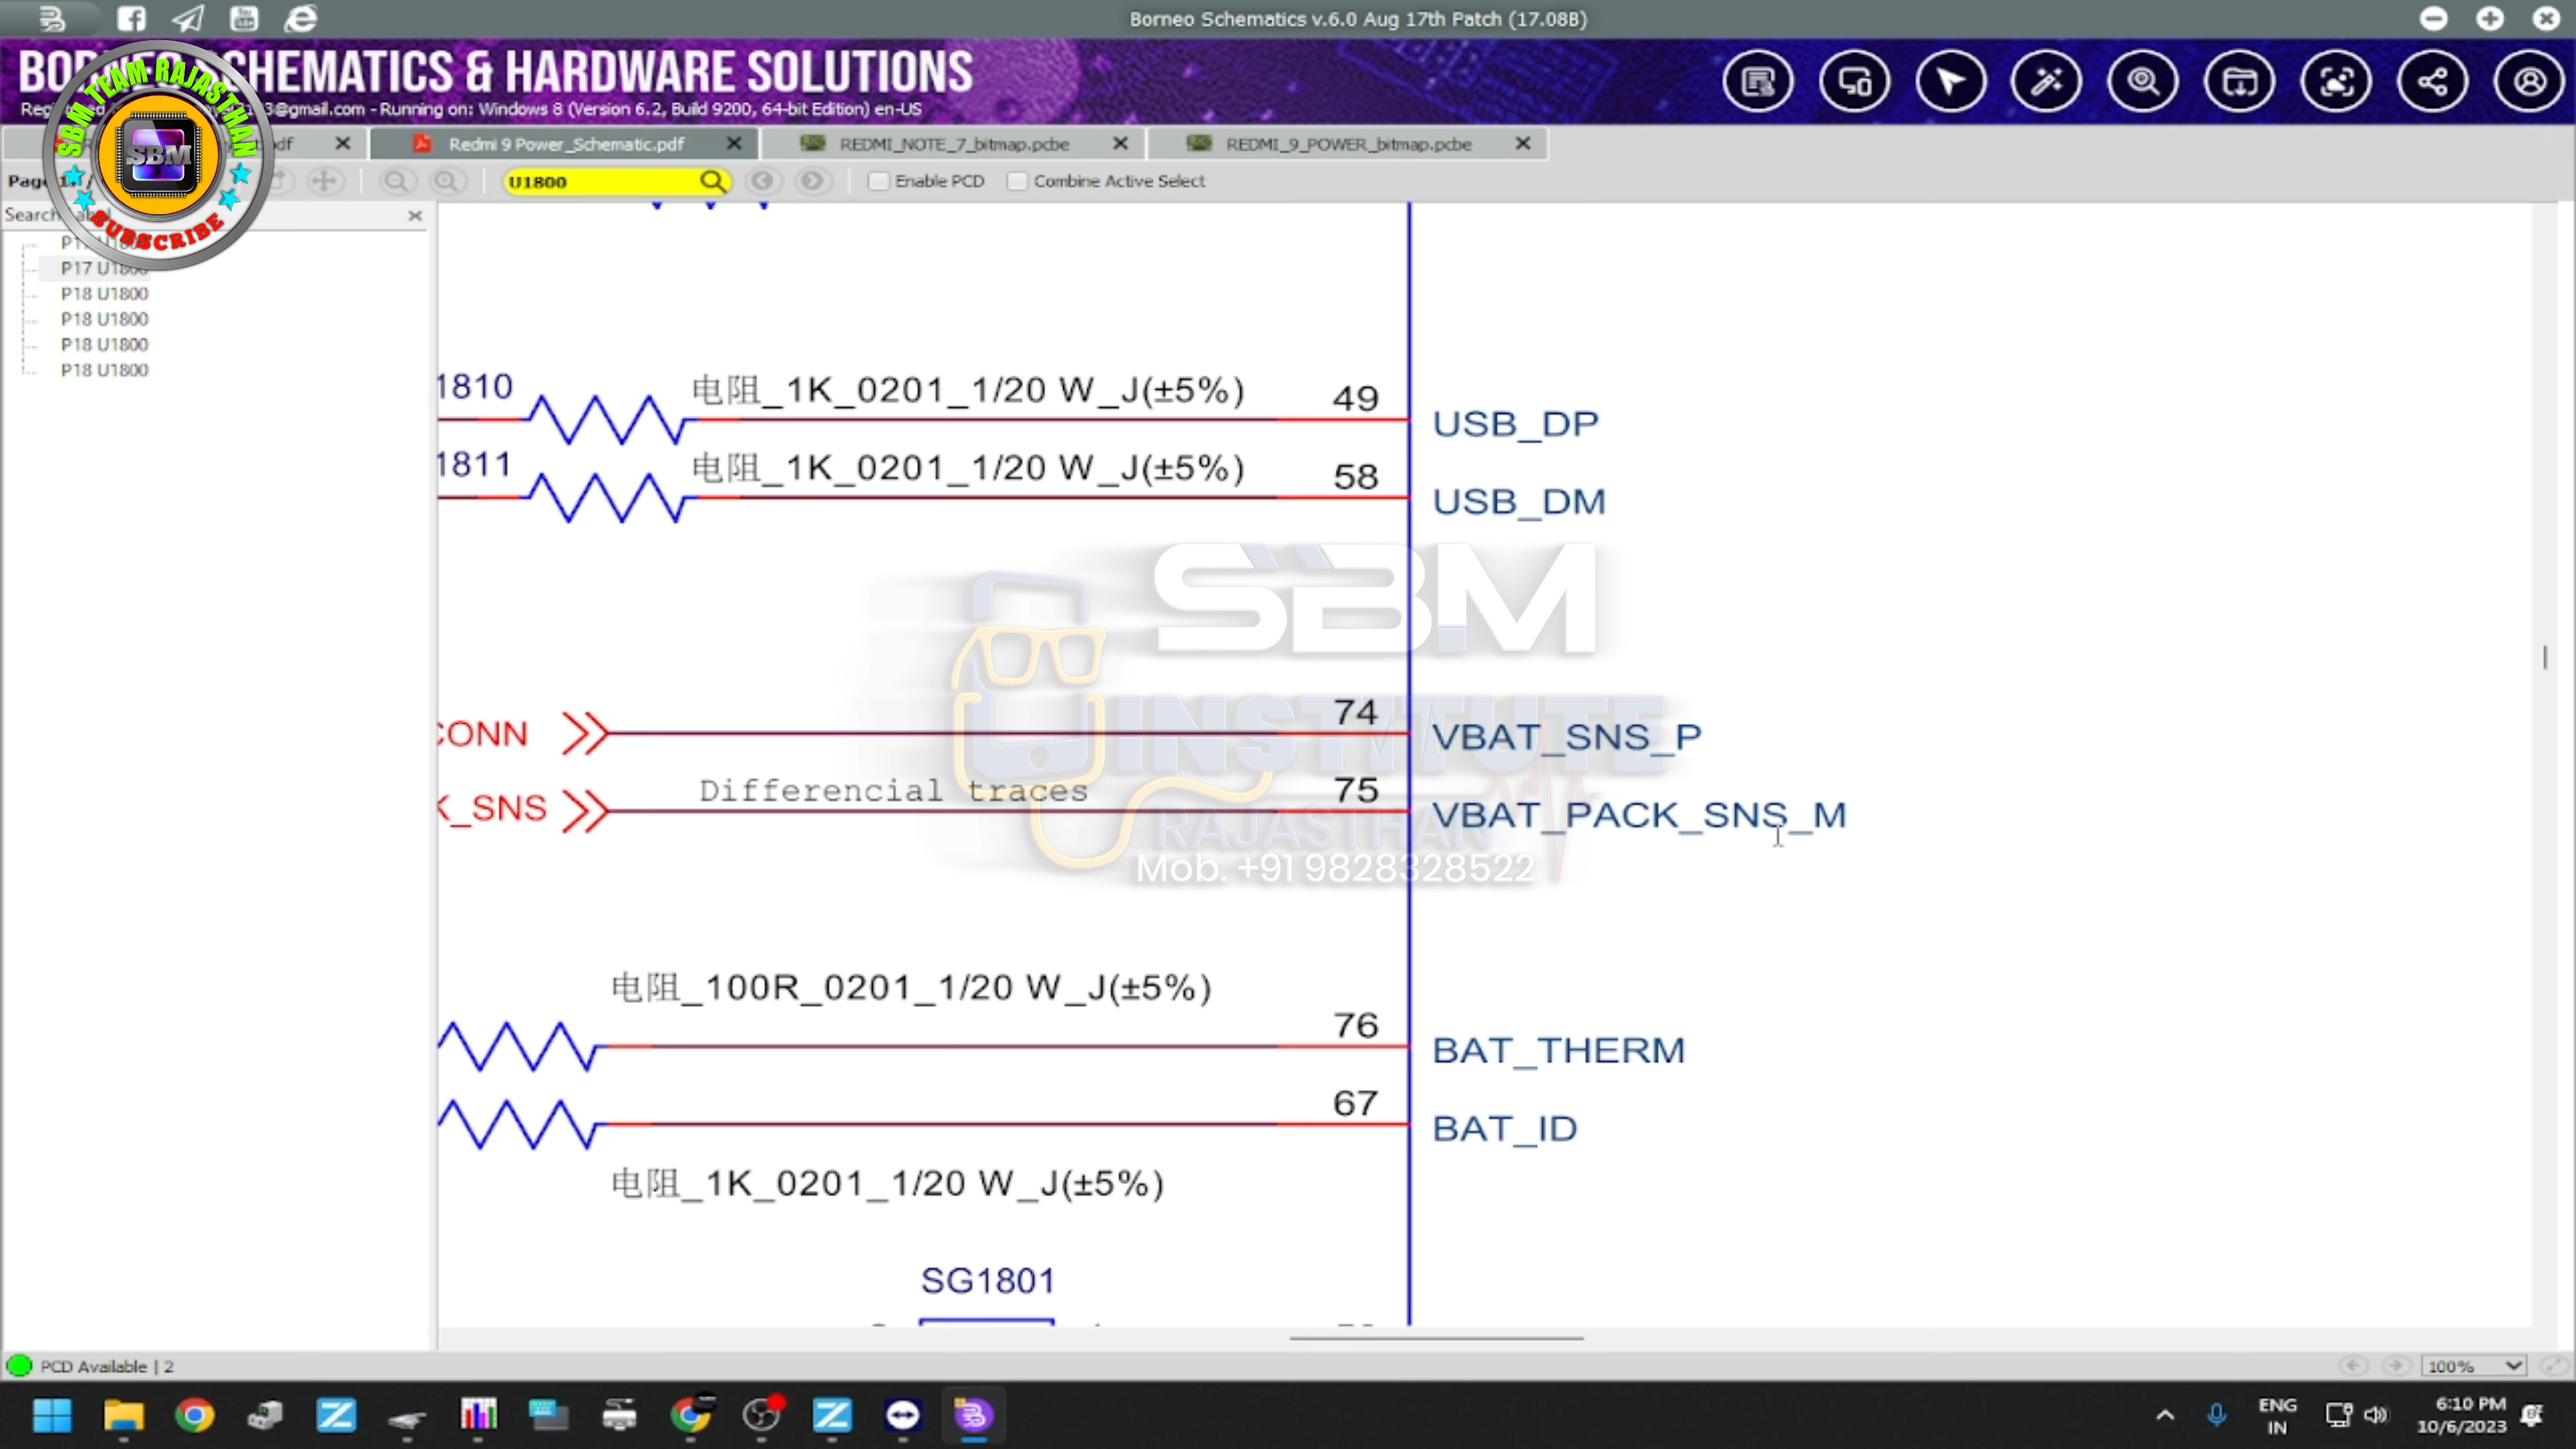 Borneo Schematics v.6.0 Aug 17th Patch (17.08B)
SCHEMATICS & HARDWARE SOLUTIONS
3@gmail.com - Running on: Windows 8 (Version 6.2, Build 9200, 64-bit Edition) en-US
SBM TEAM RAJASTHAN
SBM
SUBSCRIBE
Redmi 9 Power_Schematic.pdf
REDMI_NOTE_7_bitmap.pcbe
REDMI_9_POWER_bitmap.pcbe
U1800
Enable PCD
Combine Active Select
P17 U1800
P18 U1800
P18 U1800
P18 U1800
P18 U1800
1810
电阻_1K_0201_1/20 W_J(±5%)
49
USB_DP
1811
电阻_1K_0201_1/20 W_J(±5%)
58
USB_DM
SBM
INSTITUTE
RAJASTHAN
Mob. +91 9828328522
CONN
74
VBAT_SNS_P
K_SNS
Differencial traces
75
VBAT_PACK_SNS_M
电阻_100R_0201_1/20 W_J(±5%)
76
BAT_THERM
67
BAT_ID
电阻_1K_0201_1/20 W_J(±5%)
SG1801
PCD Available | 2
100%
ENG
IN
6:10 PM
10/6/2023